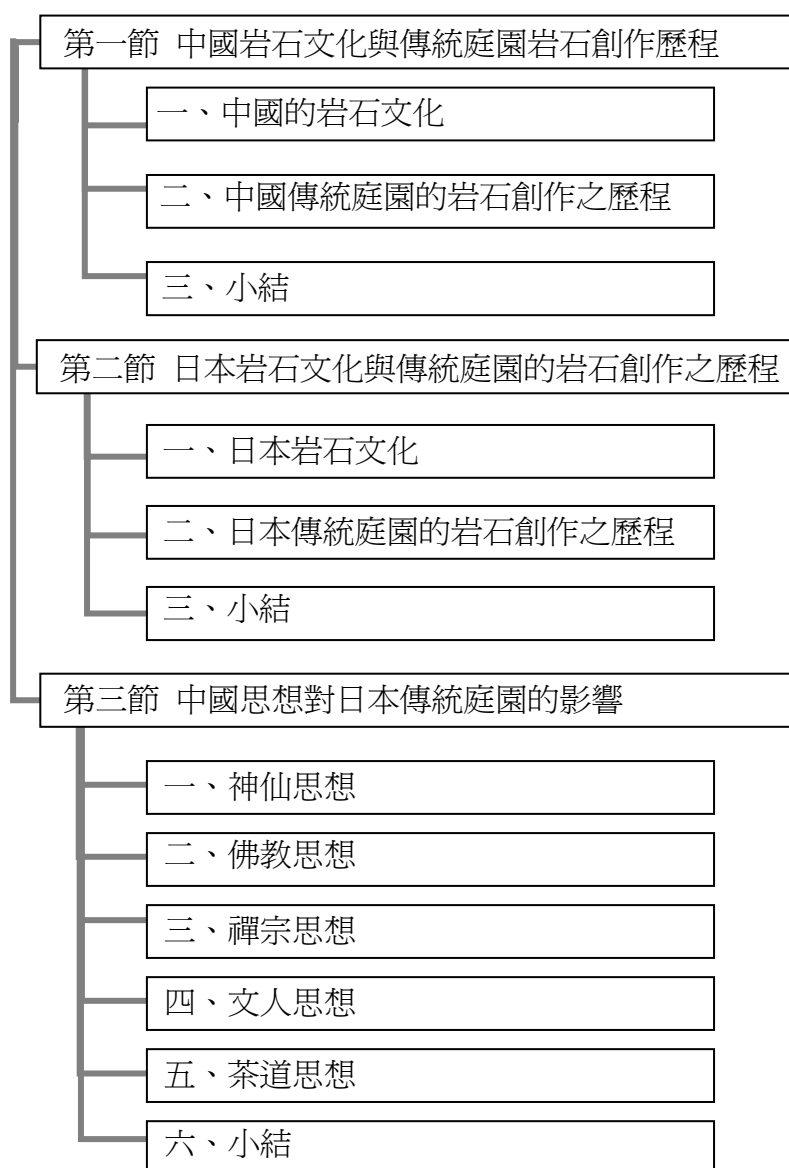 第一節 中國岩石文化與傳統庭園岩石創作歷程
一、中國的岩石文化
二、中國傳統庭園的岩石創作之歷程
三、小結
第二節 日本岩石文化與傳統庭園的岩石創作之歷程
一、日本岩石文化
二、日本傳統庭園的岩石創作之歷程
三、小結
第三節 中國思想對日本傳統庭園的影響
一、神仙思想
二、佛教思想
三、禪宗思想
四、文人思想
五、茶道思想
六、小結